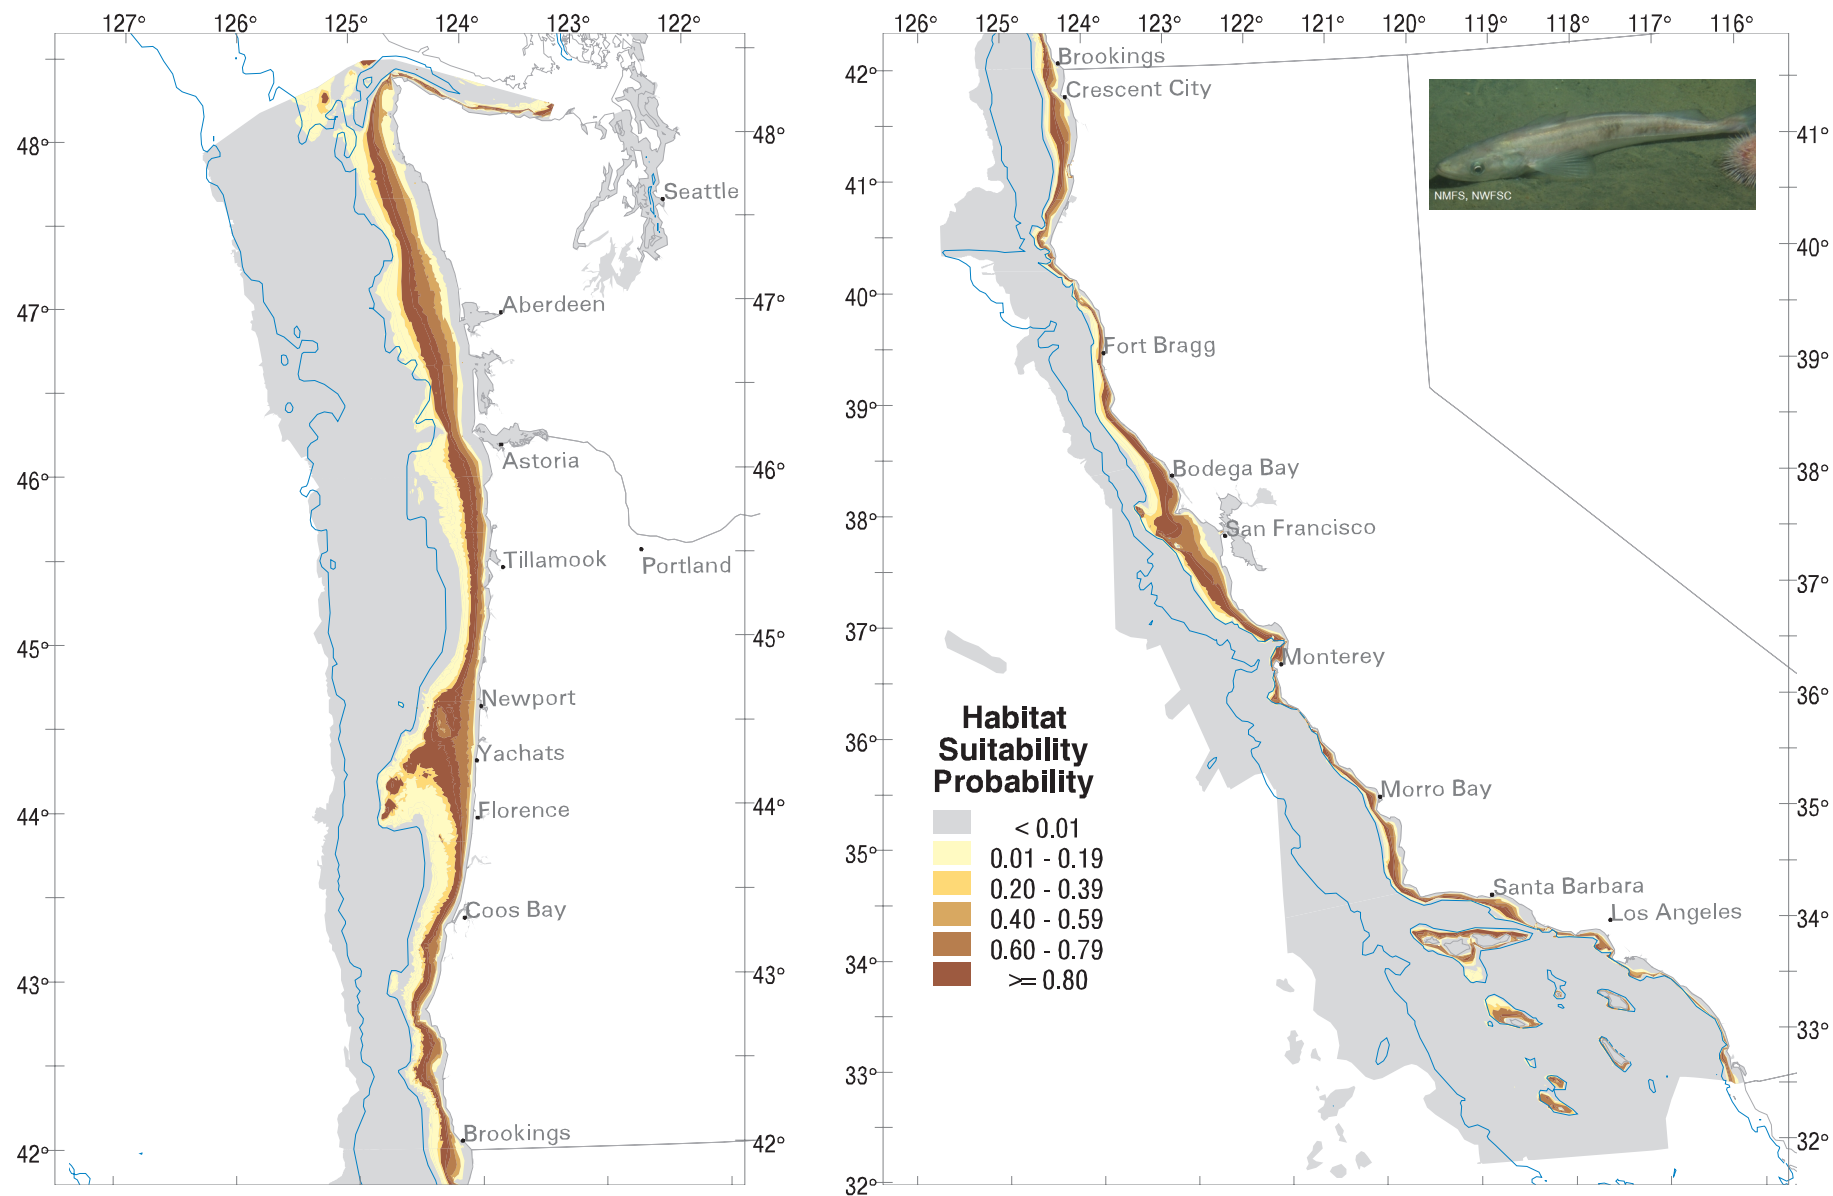 127° 125° 124° 123° 122°
48°
47°
46°
45°
44°
43°
42°
48°
47°
46°
45°
44°
43°
42°
Seattle
Aberdeen
Astoria
Tillamook
Portland
Newport
Yachats
Florence
Coos Bay
Brookings
126° 125° 124° 123° 122° 121° 120° 119° 118° 117° 116°
42°
41°
40°
39°
38°
37°
36°
35°
34°
33°
32°
41°
40°
39°
38°
37°
36°
35°
34°
33°
32°
Brookings
Crescent City
Fort Bragg
Bodega Bay
San Francisco
Monterey
Morro Bay
Santa Barbara
Los Angeles
NMFS, NWFSC
Habitat
Suitability
Probability
< 0.01
0.01 - 0.19
0.20 - 0.39
0.40 - 0.59
0.60 - 0.79
>= 0.80